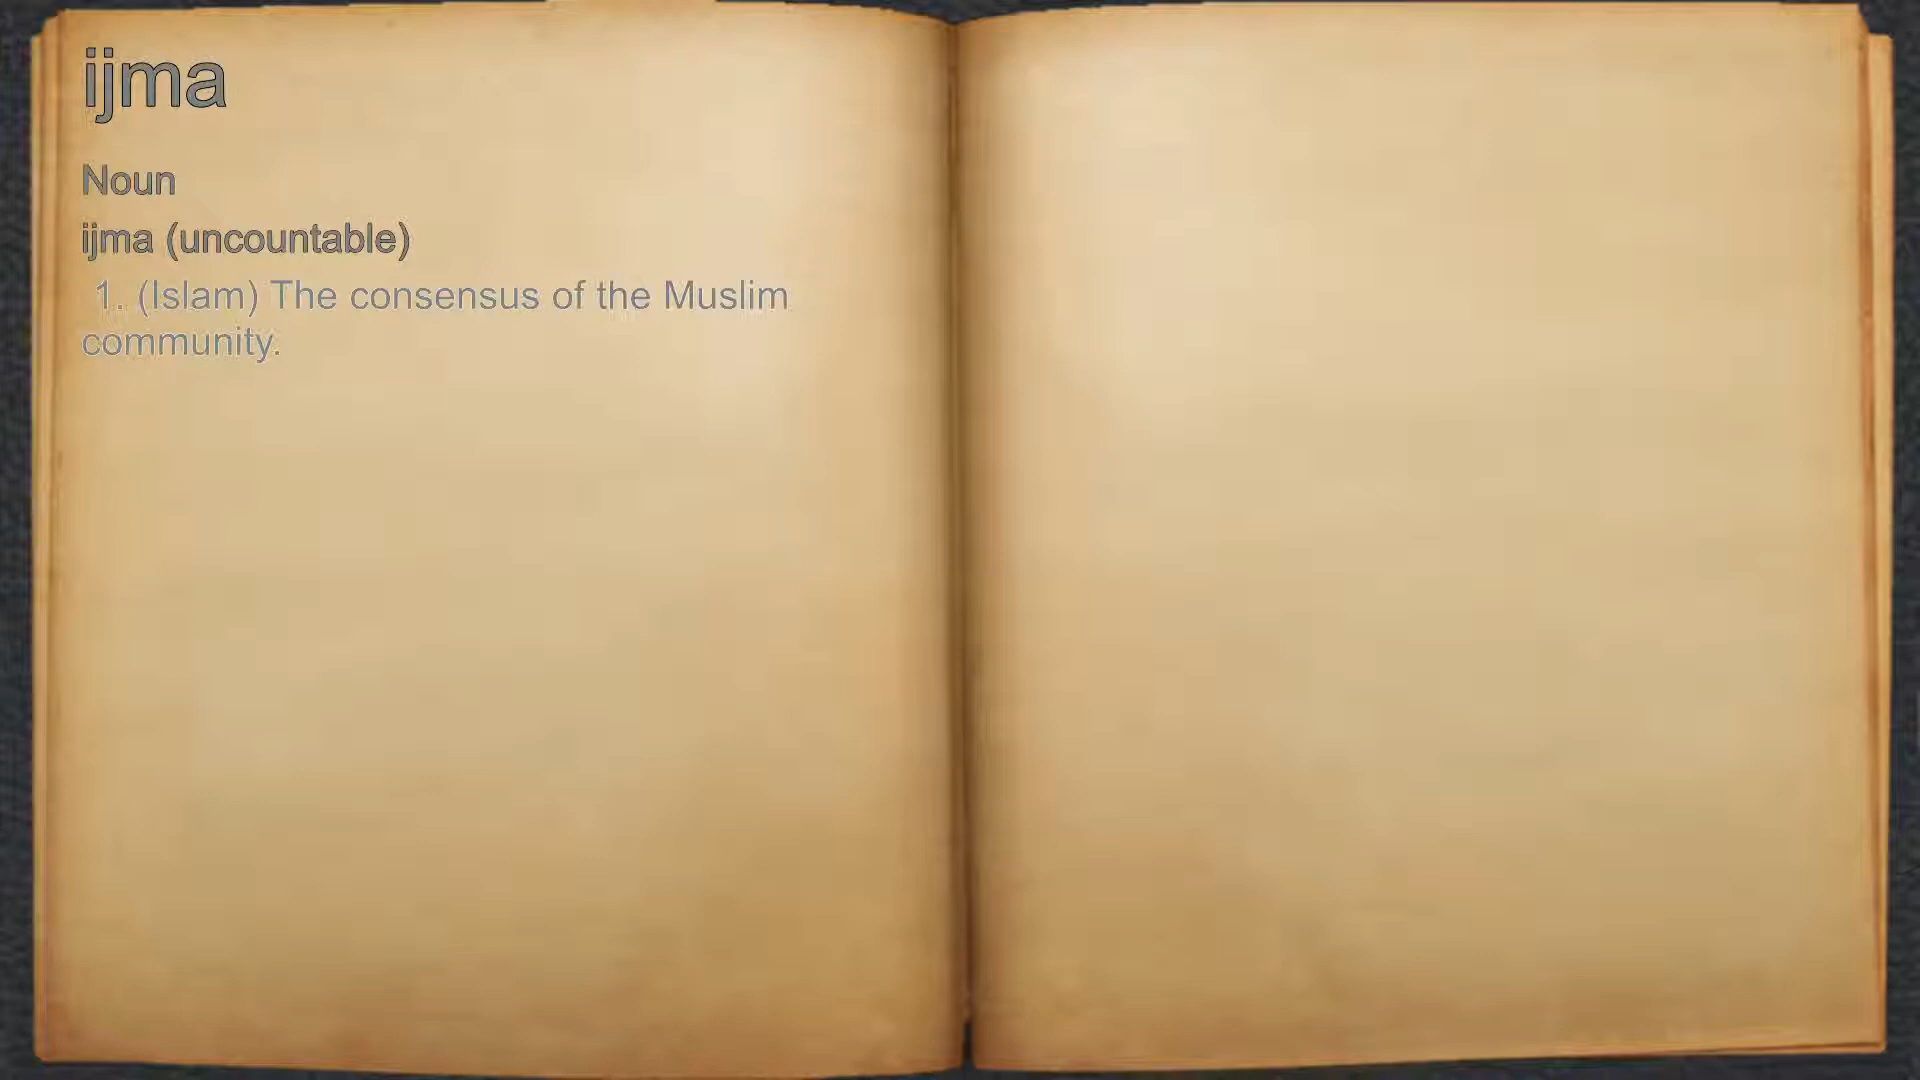 ijma
Noun
ijma (uncountable)
1. (Islam) The consensus of the Muslim
community.